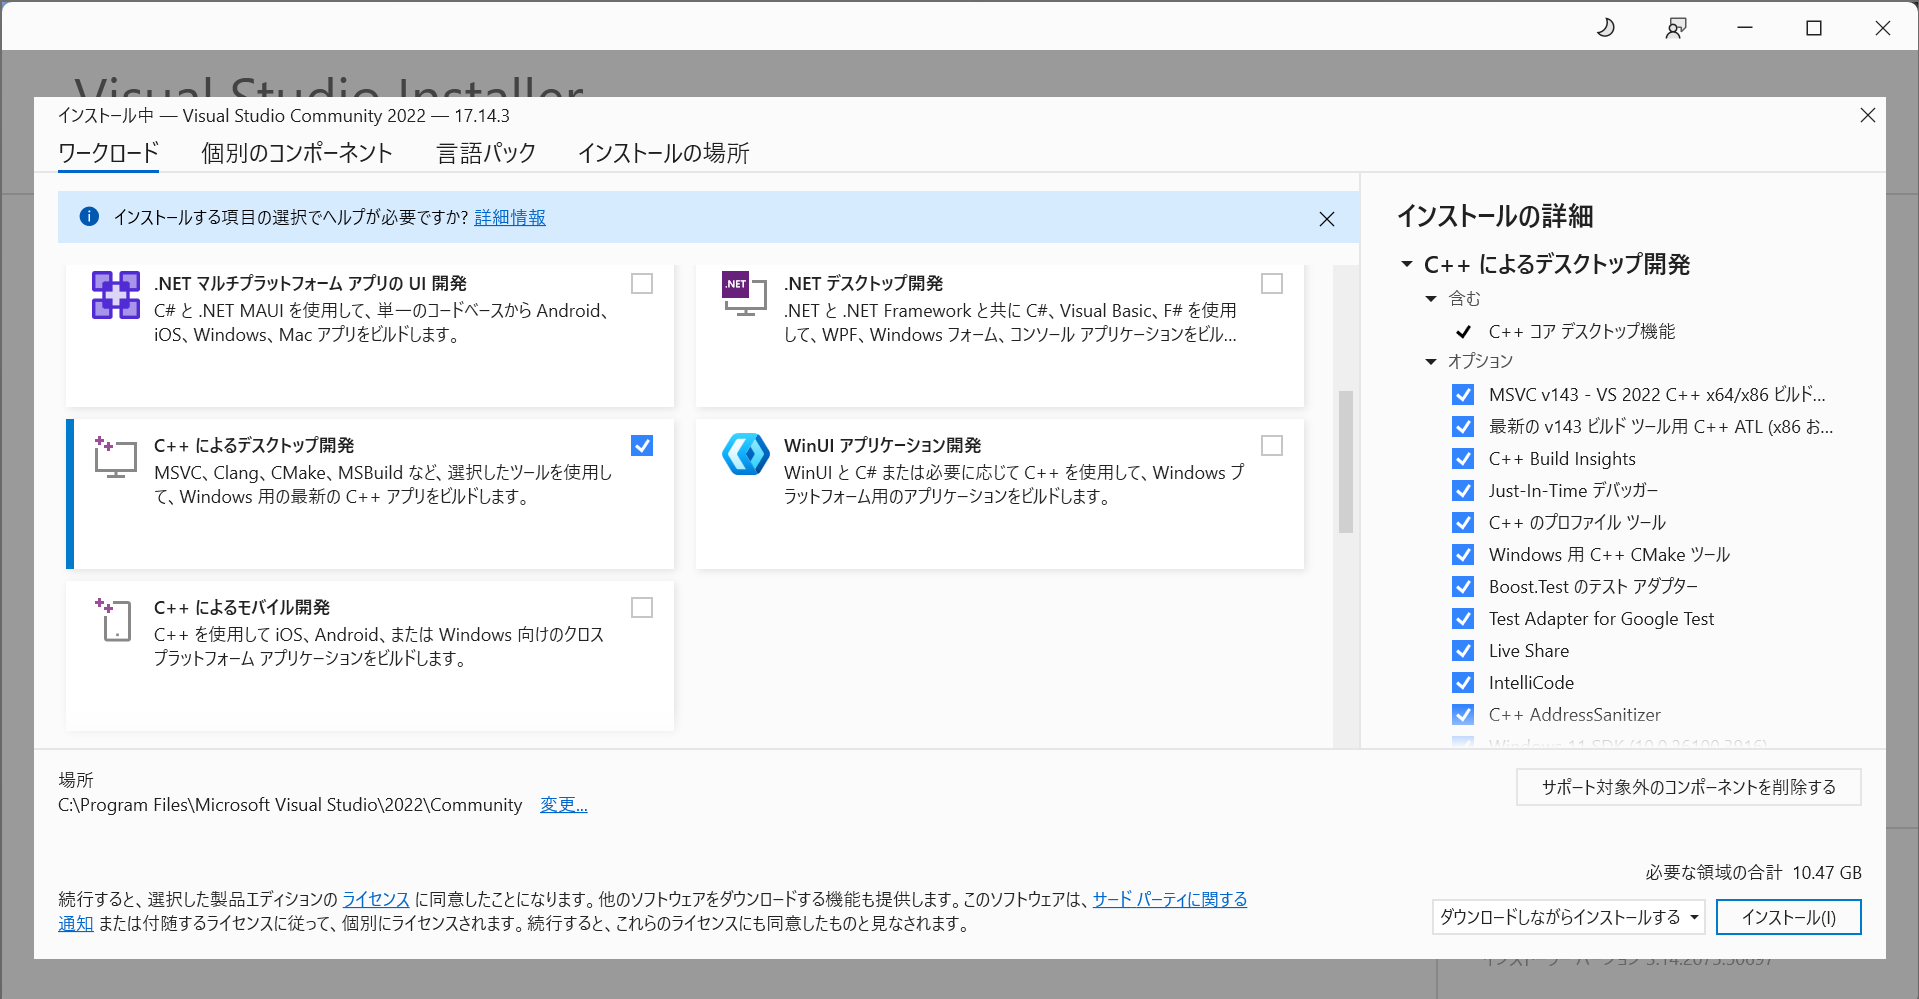 Visual Studio Installer
インストール中 — Visual Studio Community 2022 — 17.14.3
ワークロード
個別のコンポーネント
言語パック
インストールの場所
インストールする項目の選択でヘルプが必要ですか? 詳細情報
.NET マルチプラットフォーム アプリの UI 開発
C# と .NET MAUI を使用して、単一のコードベースから Android、
iOS、Windows、Mac アプリをビルドします。
.NET
.NET デスクトップ開発
.NET と .NET Framework と共に C#、Visual Basic、F# を使用
して、WPF、Windows フォーム、コンソール アプリケーションをビル...
C++ によるデスクトップ開発
MSVC、Clang、CMake、MSBuild など、選択したツールを使用し
て、Windows 用の最新の C++ アプリをビルドします。
WinUI アプリケーション開発
WinUI と C# または必要に応じて C++ を使用して、Windows プ
ラットフォーム用のアプリケーションをビルドします。
C++ によるモバイル開発
C++ を使用して iOS、Android、または Windows 向けのクロス
プラットフォーム アプリケーションをビルドします。
インストールの詳細
C++ によるデスクトップ開発
含む
C++ コア デスクトップ機能
オプション
MSVC v143 - VS 2022 C++ x64/x86 ビルド...
最新の v143 ビルド ツール用 C++ ATL (x86 お...
C++ Build Insights
Just-In-Time デバッガー
C++ のプロファイル ツール
Windows 用 C++ CMake ツール
Boost.Test のテスト アダプター
Test Adapter for Google Test
Live Share
IntelliCode
C++ AddressSanitizer
Windows 11 SDK (10.0.26100.3916)
場所
C:\Program Files\Microsoft Visual Studio\2022\Community 変更...
サポート対象外のコンポーネントを削除する
必要な領域の合計 10.47 GB
続行すると、選択した製品エディションの ライセンス に同意したことになります。他のソフトウェアをダウンロードする機能も提供します。このソフトウェアは、サード パーティに関する
通知 または付随するライセンスに従って、個別にライセンスされます。続行すると、これらのライセンスにも同意したものと見なされます。
ダウンロードしながらインストールする
インストール(I)